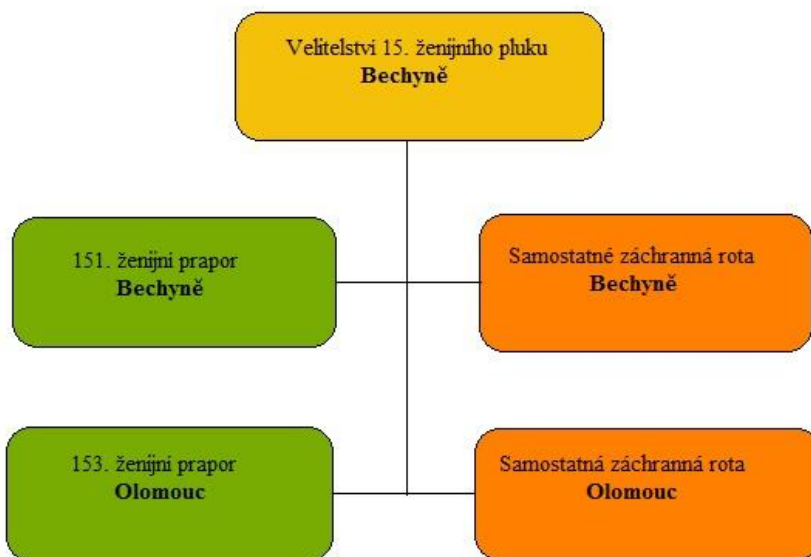 Velitelství 15. ženijního pluku
Bechyně
151. ženijní prapor
Bechyně
Samostatné záchranná rota
Bechyně
153. ženijní prapor
Olomouc
Samostatná záchranná rota
Olomouc